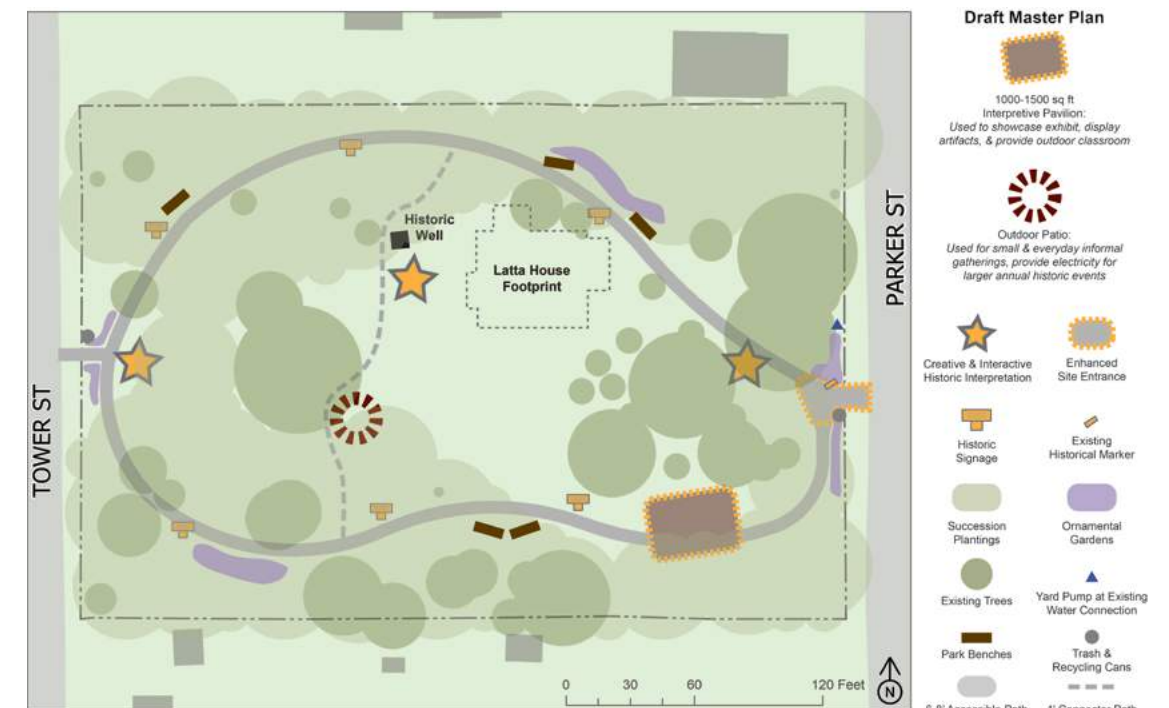 Draft Master Plan
1000-1500 sq ft
Interpretive Pavilion:
Used to showcase exhibit, display
artifacts, & provide outdoor classroom
Outdoor Patio:
Used for small & everyday informal
gatherings, provide electricity for
larger annual historic events
Creative & Interactive
Historic Interpretation
Enhanced
Site Entrance
Historic
Signage
Existing
Historical Marker
Succession
Plantings
Ornamental
Gardens
Existing Trees
Yard Pump at Existing
Water Connection
Park Benches
Trash &
Recycling Cans
TOWER ST
PARKER ST
Historic
Well
Latta House
Footprint
0 30 60 120 Feet
N